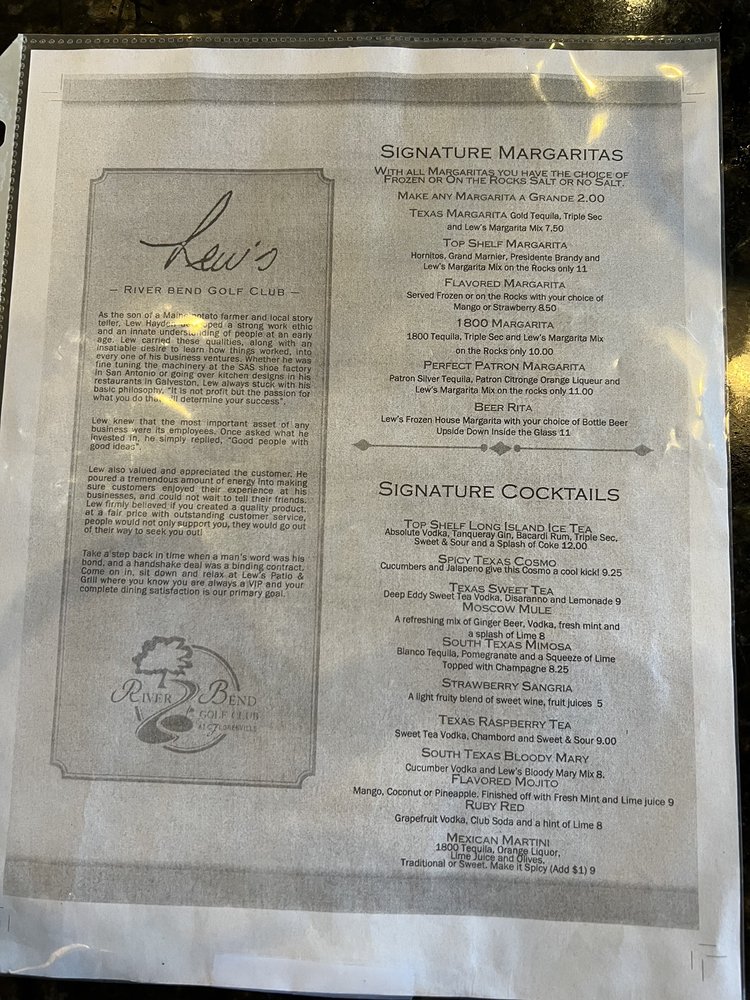 Lew's
– River Bend Golf Club –
As the son of a Maine potato farmer and local story
teller, Lew Hayden developed a strong work ethic
and an innate understanding of people at an early
age. Lew carried these qualities, along with an
insatiable desire to learn how things worked, into
every one of his business ventures. Whether he was
fine tuning the machinery at the SAS shoe factory
in San Antonio or going over kitchen designs in his
restaurants in Galveston. Lew always stuck with his
basic philosophy, "It is not profit but the passion for
what you do that will determine your success".
Lew knew that the most important asset of any
business were its employees. Once asked what he
invested in, he simply replied, "Good people with
good ideas".
Lew also valued and appreciated the customer. He
poured a tremendous amount of energy into making
sure customers enjoyed their experience at his
businesses, and could not wait to tell their friends.
Lew firmly believed if you created a quality product,
at a fair price with outstanding customer service,
people would not only support you, they would go out
of their way to seek you out!
Take a step back in time when a man's word was his
bond, and a handshake deal was a binding contract.
Come on in, sit down and relax at Lew's Patio &
Grill where you know you are always a VIP and your
complete dining satisfaction is our primary goal.
River Bend
Golf Club
Signature Margaritas
With all Margaritas you have the choice of
Frozen or On the Rocks Salt or no Salt.
Make any Margarita a Grande 2.00
Texas Margarita Gold Tequila, Triple Sec
and Lew's Margarita Mix 7.50
Top Shelf Margarita
Hornitos, Grand Marnier, Presidente Brandy and
Lew's Margarita Mix on the Rocks only 11
Flavored Margarita
Served Frozen or on the Rocks with your choice of
Mango or Strawberry 8.50
1800 Margarita
1800 Tequila, Triple Sec and Lew's Margarita Mix
on the Rocks only 10.00
Perfect Patron Margarita
Patron Silver Tequila, Patron Citronge Orange Liqueur and
Lew's Margarita Mix on the rocks only 11.00
Beer Rita
Lew's Frozen House Margarita with your choice of Bottle Beer
Upside Down Inside the Glass 11
Signature Cocktails
Top Shelf Long Island Ice Tea
Absolute Vodka, Tanqueray Gin, Bacardi Rum, Triple Sec,
Sweet & Sour and a Splash of Coke 12.00
Spicy Texas Cosmo
Cucumbers and Jalapeno give this Cosmo a cool kick! 9.25
Texas Sweet Tea
Deep Eddy Sweet Tea Vodka, Disaranno and Lemonade 9
Moscow Mule
A refreshing mix of Ginger Beer, Vodka, fresh mint and
a splash of Lime 8
South Texas Mimosa
Blanco Tequila, Pomegranate and a Squeeze of Lime
Topped with Champagne 8.25
Strawberry Sangria
A light fruity blend of sweet wine, fruit juices 5
Texas Raspberry Tea
Sweet Tea Vodka, Chambord and Sweet & Sour 9.00
South Texas Bloody Mary
Cucumber Vodka and Lew's Bloody Mary Mix 8.
Flavored Mojito
Mango, Coconut or Pineapple. Finished off with Fresh Mint and Lime juice 9
Ruby Red
Grapefruit Vodka, Club Soda and a hint of Lime 8
Mexican Martini
1800 Tequila, Orange Liquor,
Lime Juice and Olives.
Traditional or Sweet. Make it Spicy (Add $1) 9